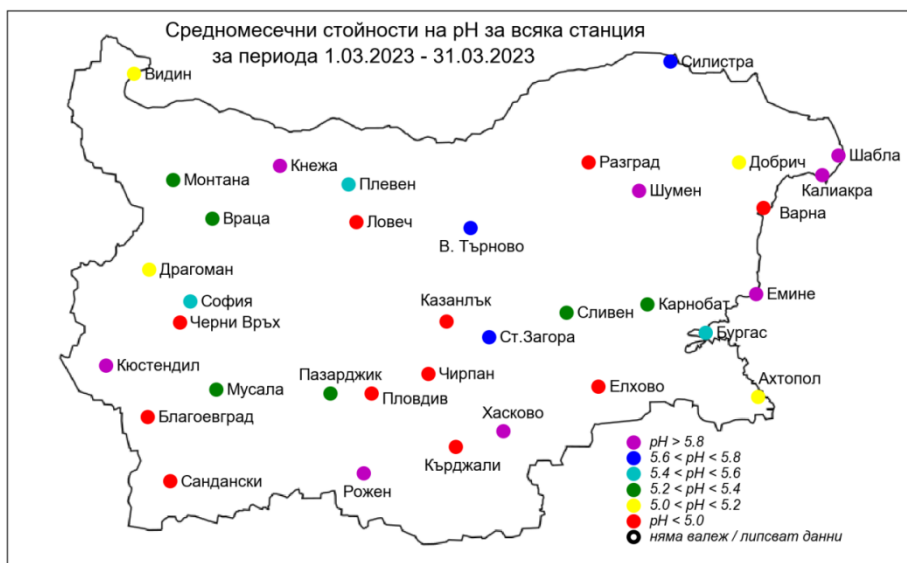 Средномесечни стойности на pH за всяка станция
за периода 1.03.2023 - 31.03.2023
Силистра
Видин
Шабла
Разград
Добрич
Кнежа
Калиакра
Монтана
Плевен
Шумен
Варна
Враца
Ловеч
В. Търново
Драгоман
Емине
София
Казанлък
Карнобат
Сливен
Черни Връх
Ст.Загора
Бургас
Кюстендил
Чирпан
Пазарджик
Ахтопол
Мусала
Пловдив
Елхово
Благоевград
Хасково
Кърджали
Сандански
Рожен
pH > 5.8
5.6 < pH < 5.8
5.4 < pH < 5.6
5.2 < pH < 5.4
5.0 < pH < 5.2
pH < 5.0
няма валеж / липсват данни